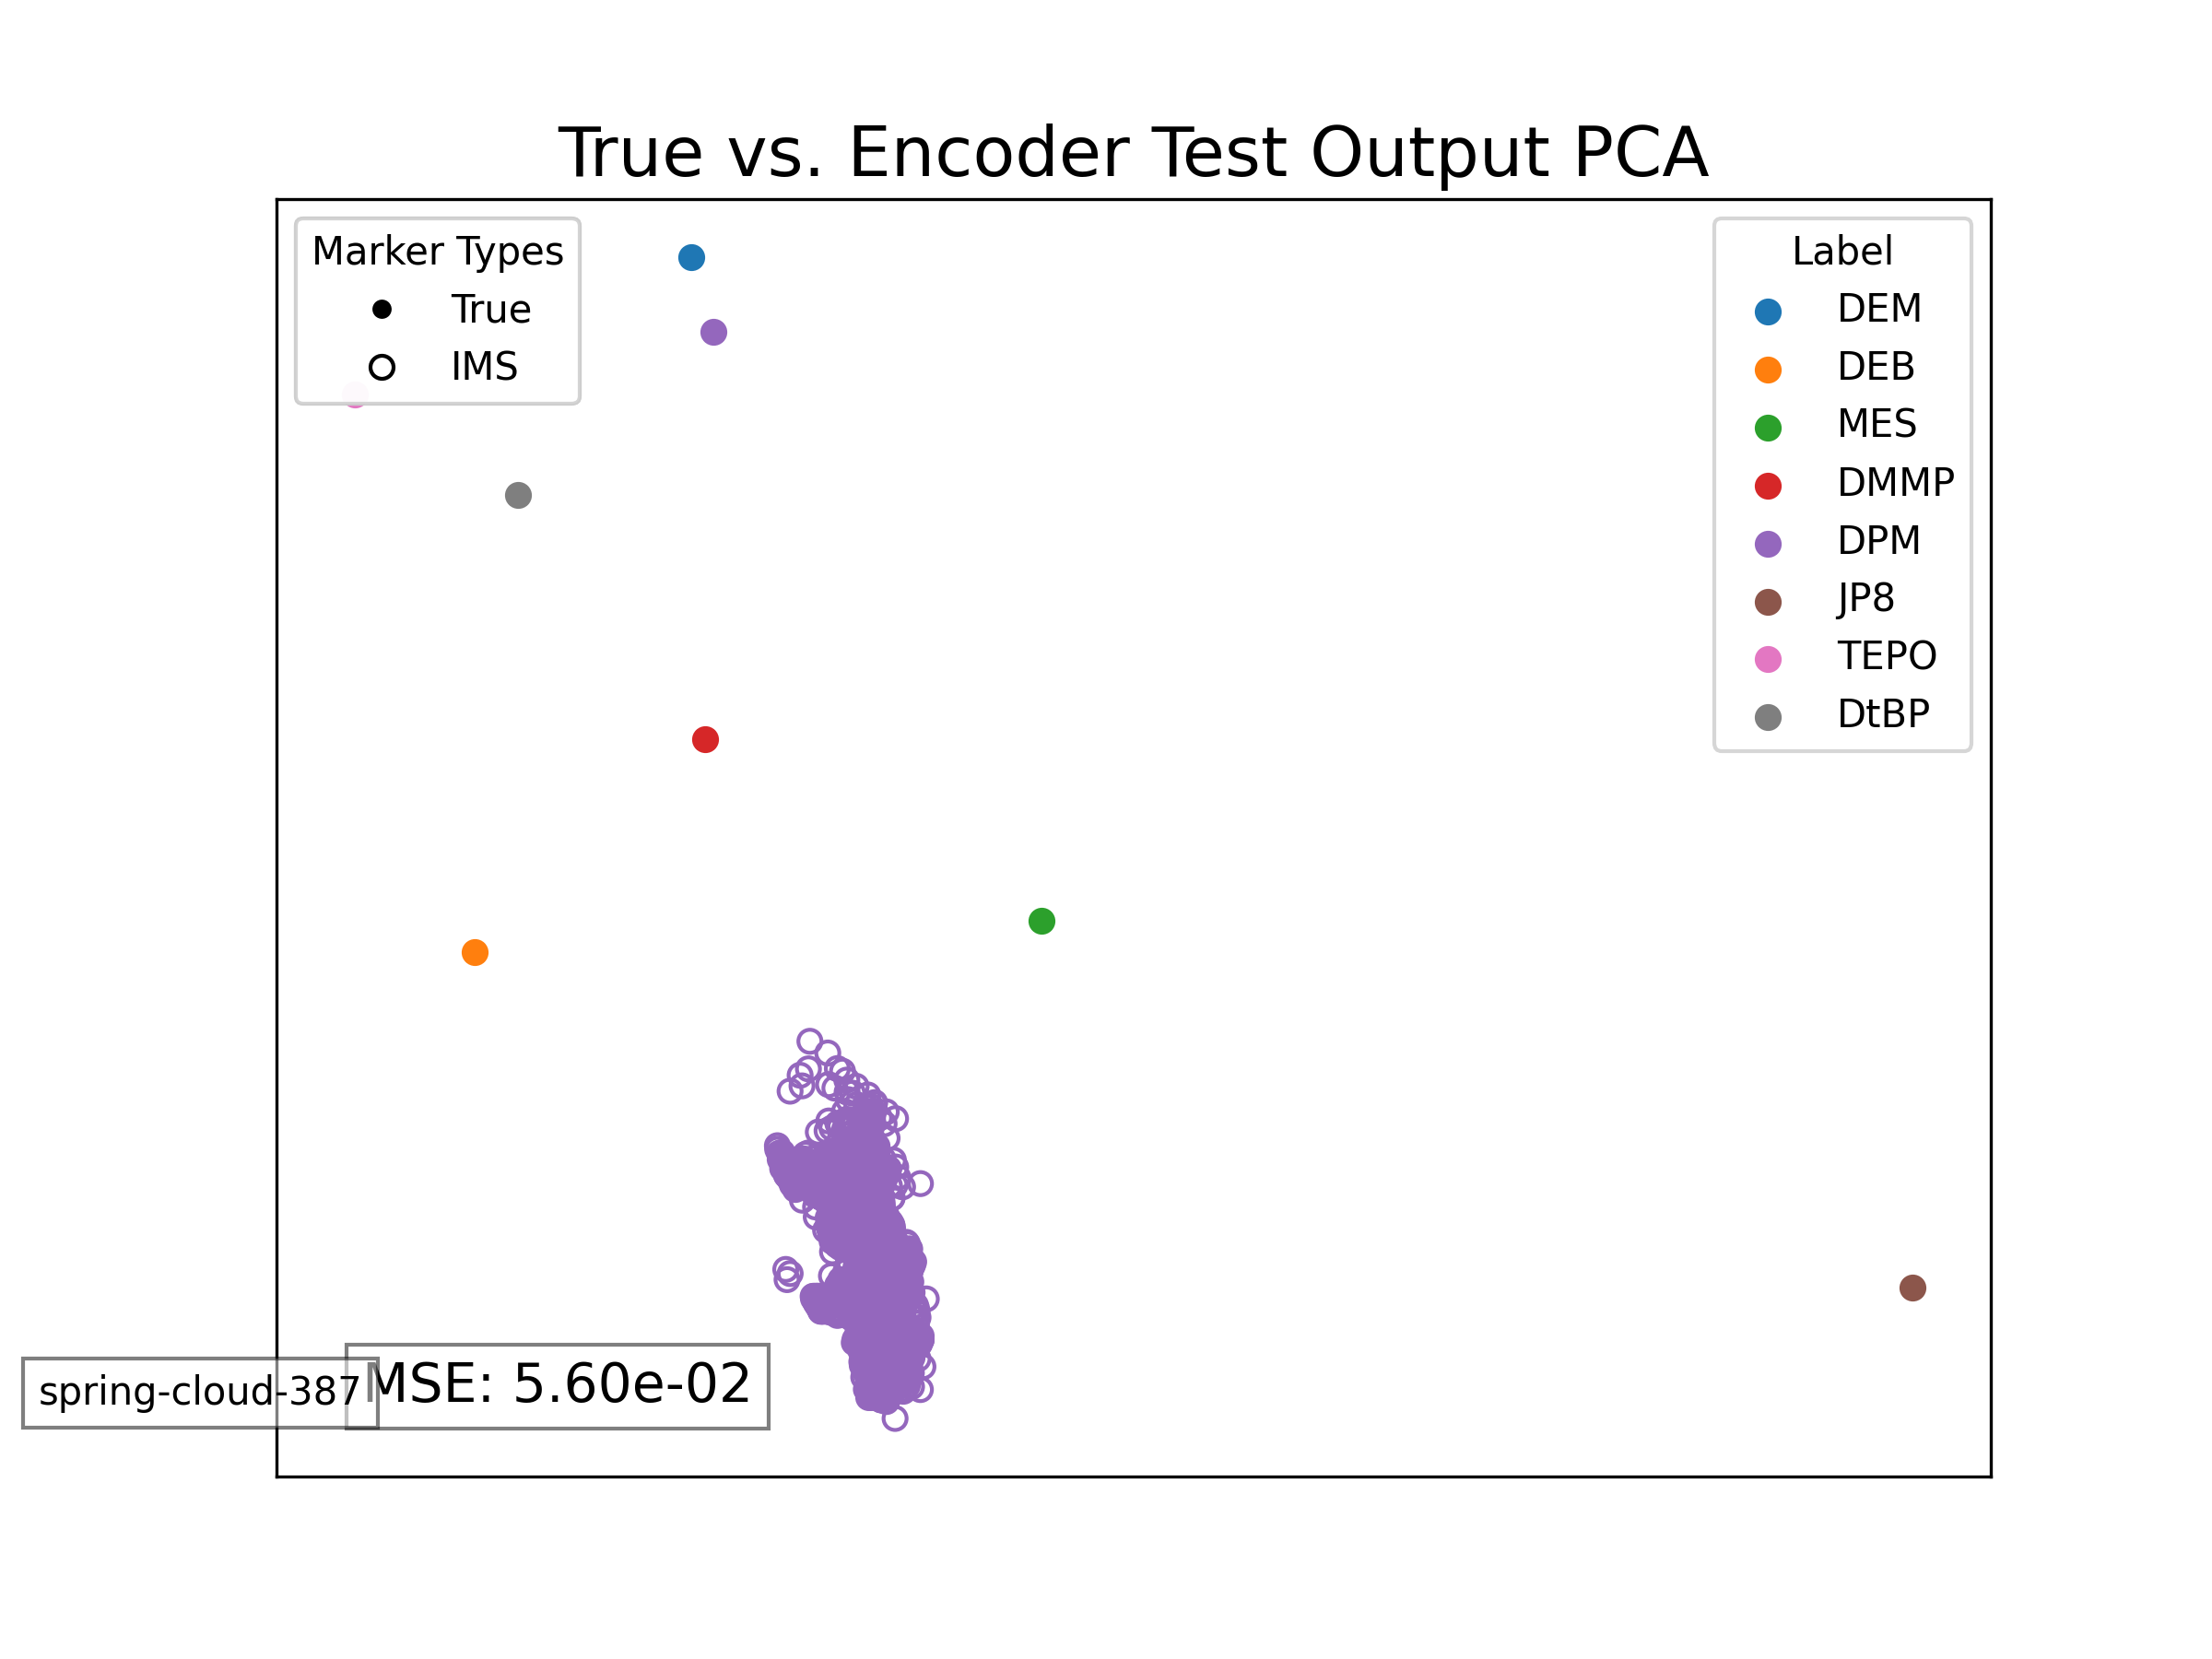 True vs. Encoder Test Output PCA
Marker Types
True
IMS
Label
DEM
DEB
MES
DMMP
DPM
JP8
TEPO
DtBP
MSE: 5.60e-02
spring-cloud-387